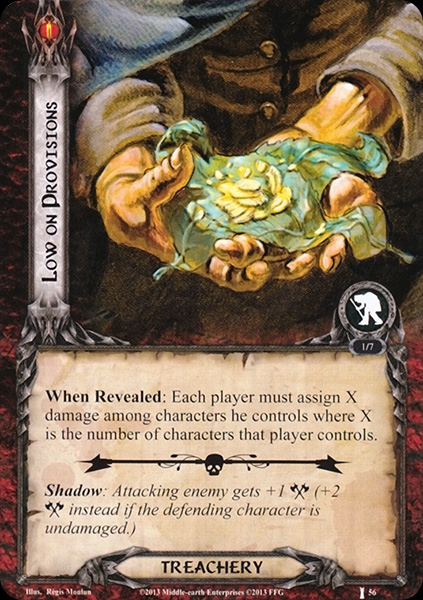 LOW ON PROVISIONS
1/7
When Revealed: Each player must assign X
damage among characters he controls where X
is the number of characters that player controls.
Shadow: Attacking enemy gets +1 (+2
instead if the defending character is
undamaged.)
TREACHERY
Illus. Régis Moulun
©2013 Middle-earth Enterprises ©2013 FFG
56